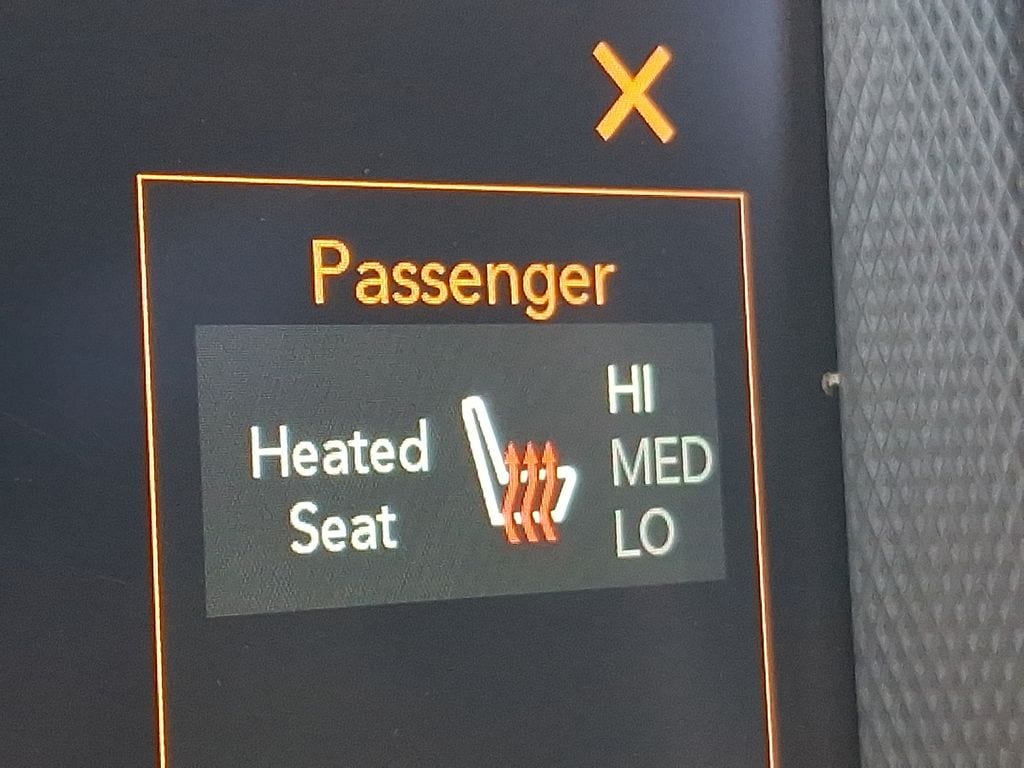 X
Passenger
Heated
Seat
HI
MED
LO